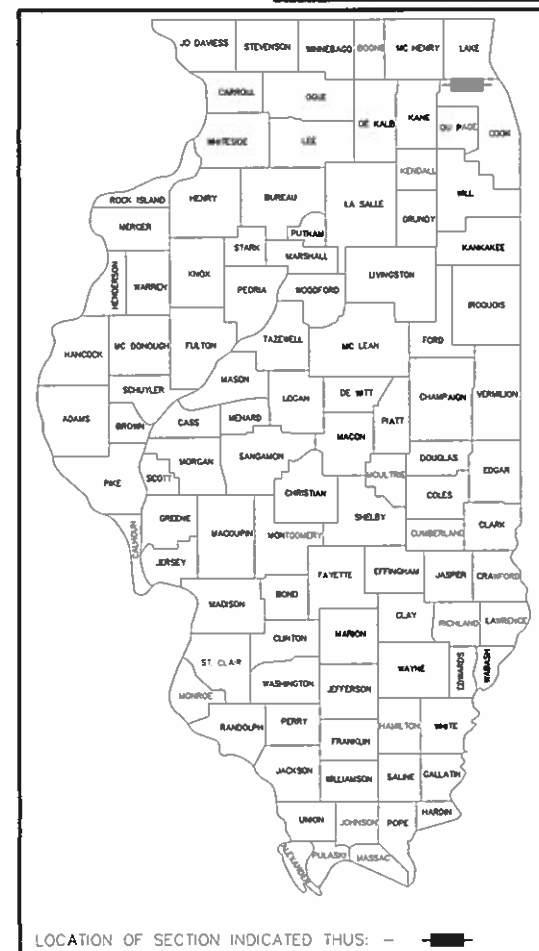 JO DAVIESS STEVENSON WINNEBAGO BOONE MC HENRY LAKE
CARROLL OGLE DE KALB KANE DU PAGE COOK
WHITESIDE LEE KENDALL
ROCK ISLAND HENRY BUREAU LA SALLE GRUNDY WILL
MERCER PUTNAM KANKAKEE
HENDERSON WARREN KNOX STARK MARSHALL LIVINGSTON
PEORIA WOODFORD IROQUOIS
HANCOCK MC DONOUGH FULTON TAZEWELL MC LEAN FORD
SCHUYLER MASON LOGAN DE WITT CHAMPAIGN VERMILION
ADAMS BROWN CASS MENARD PIATT
MACON
PIKE SCOTT MORGAN SANGAMON MOULTRIE DOUGLAS EDGAR
CHRISTIAN COLES
CALHOUN GREENE MACOUPIN MONTGOMERY SHELBY CUMBERLAND CLARK
JERSEY FAYETTE EFFINGHAM JASPER CRAWFORD
MADISON BOND CLAY RICHLAND LAWRENCE
CLINTON MARION
ST. CLAIR WAYNE EDWARDS WABASH
MONROE WASHINGTON JEFFERSON
RANDOLPH PERRY HAMILTON WHITE
FRANKLIN
JACKSON WILLIAMSON SALINE GALLATIN
UNION JOHNSON POPE HARDIN
ALEXANDER PULASKI MASSAC
LOCATION OF SECTION INDICATED THUS: –